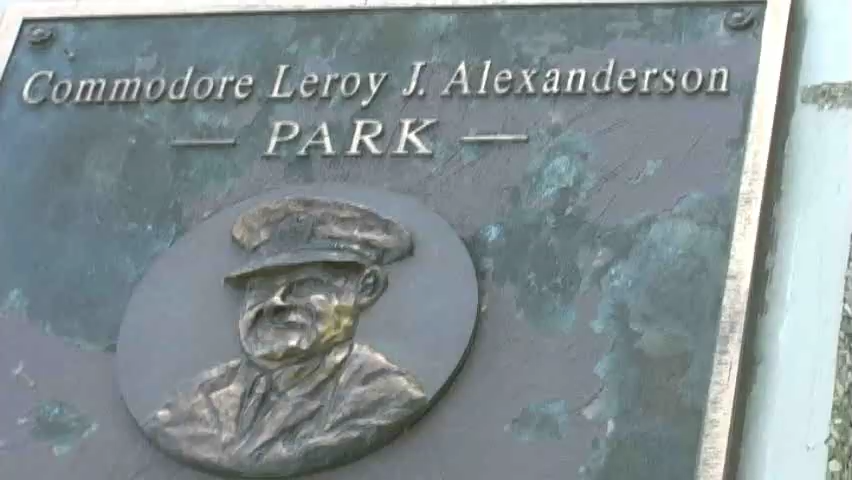 Commodore Leroy J. Alexanderson
— PARK —